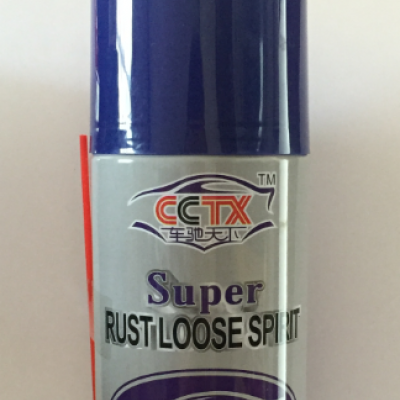 CCTX
TM
车驰天下
Super
RUST LOOSE SPIRIT